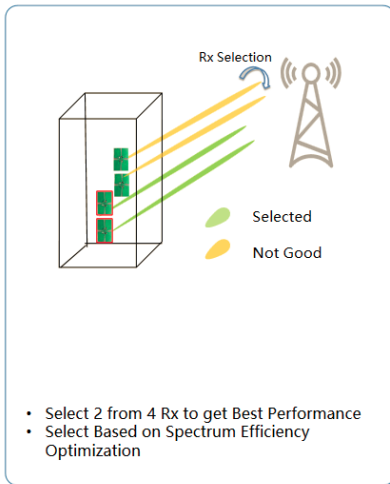 Rx Selection
Selected
Not Good
• Select 2 from 4 Rx to get Best Performance
• Select Based on Spectrum Efficiency
Optimization